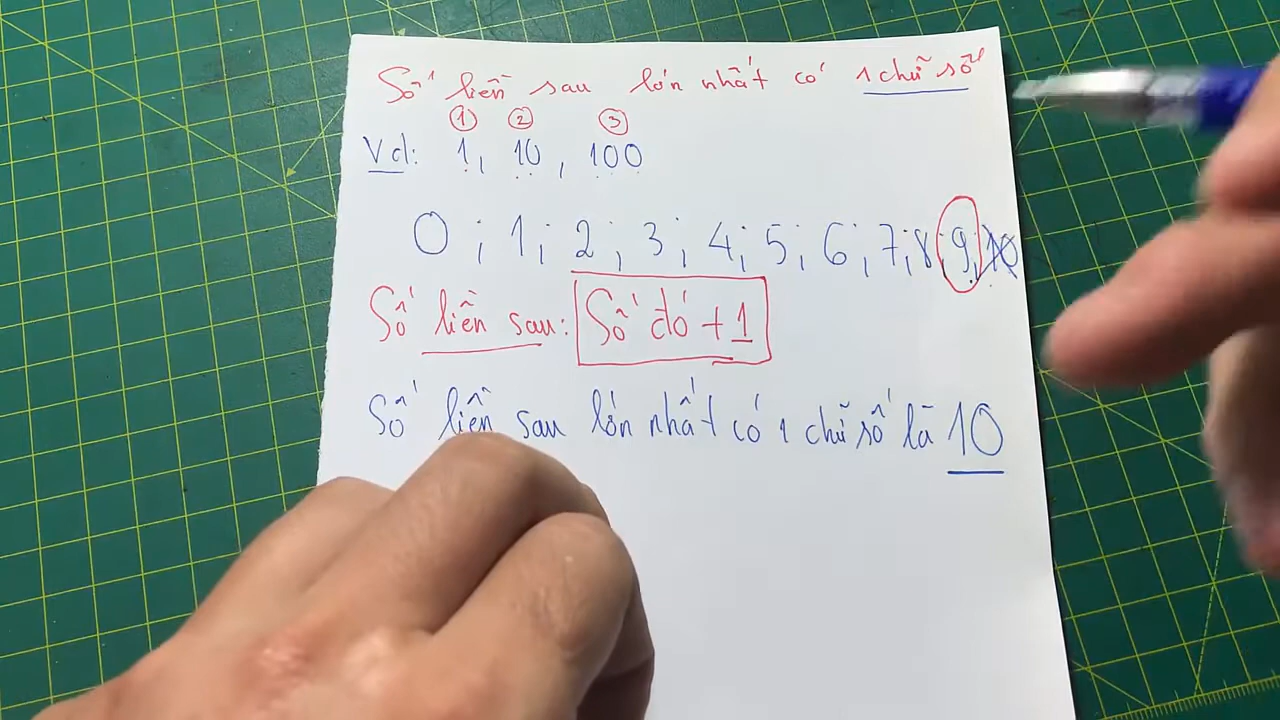 Số liền sau lớn nhất có 1 chữ số
① ② ③
Vd: 1, 10, 100
0; 1; 2; 3; 4; 5; 6; 7; 8; 9; 10
Số liền sau: Số đó + 1
Số liền sau lớn nhất có 1 chữ số là 10